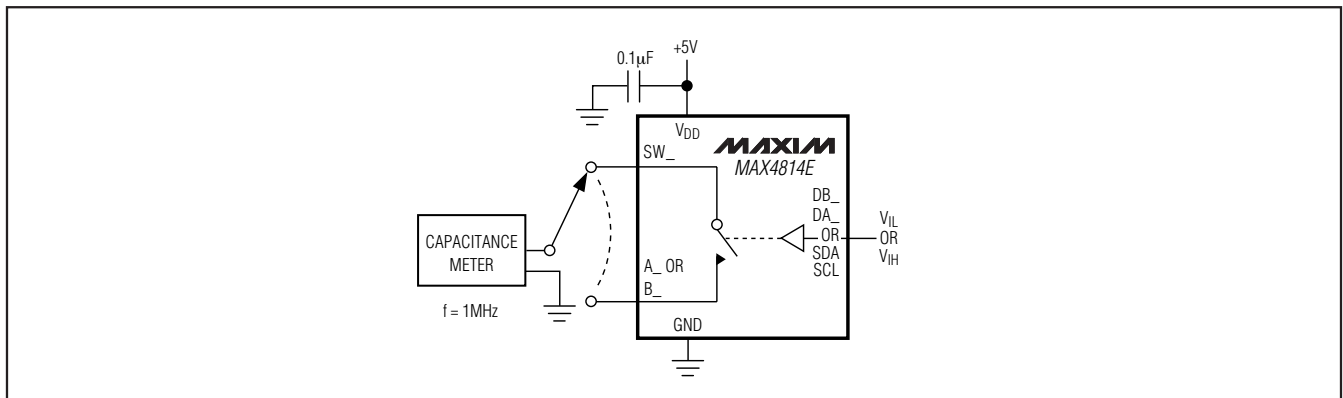 +5V
0.1μF
VDD
MAXIM
MAX4814E
SW_
DB_
DA_
OR
SDA
SCL
VIL
OR
VIH
CAPACITANCE
METER
A_ OR
B_
f = 1MHz
GND